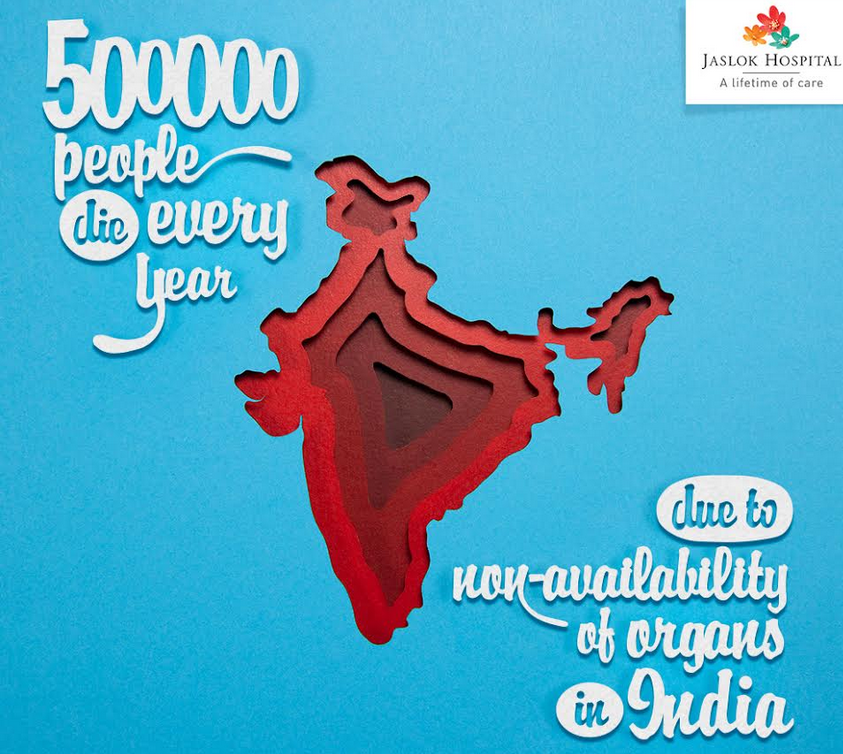 JASLOK HOSPITAL
A lifetime of care
500000
people
die every
year
due to
non-availability
of organs
in India